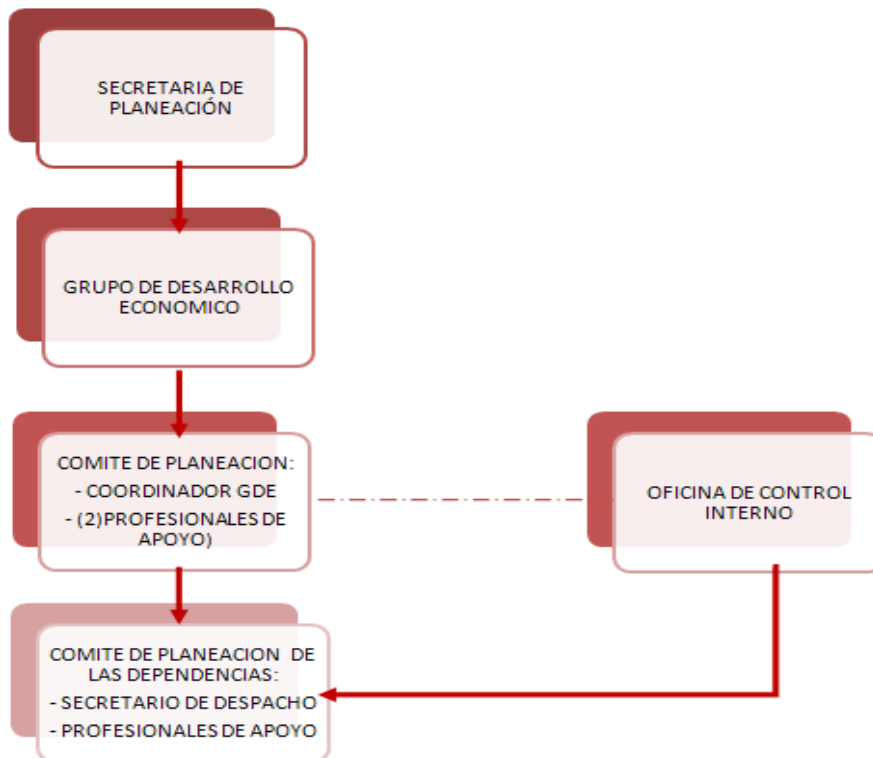 SECRETARIA DE
PLANEACIÓN
GRUPO DE DESARROLLO
ECONOMICO
COMITE DE PLANEACION:
- COORDINADOR GDE
- (2)PROFESIONALES DE
APOYO)
OFICINA DE CONTROL
INTERNO
COMITE DE PLANEACION DE
LAS DEPENDENCIAS:
- SECRETARIO DE DESPACHO
- PROFESIONALES DE APOYO